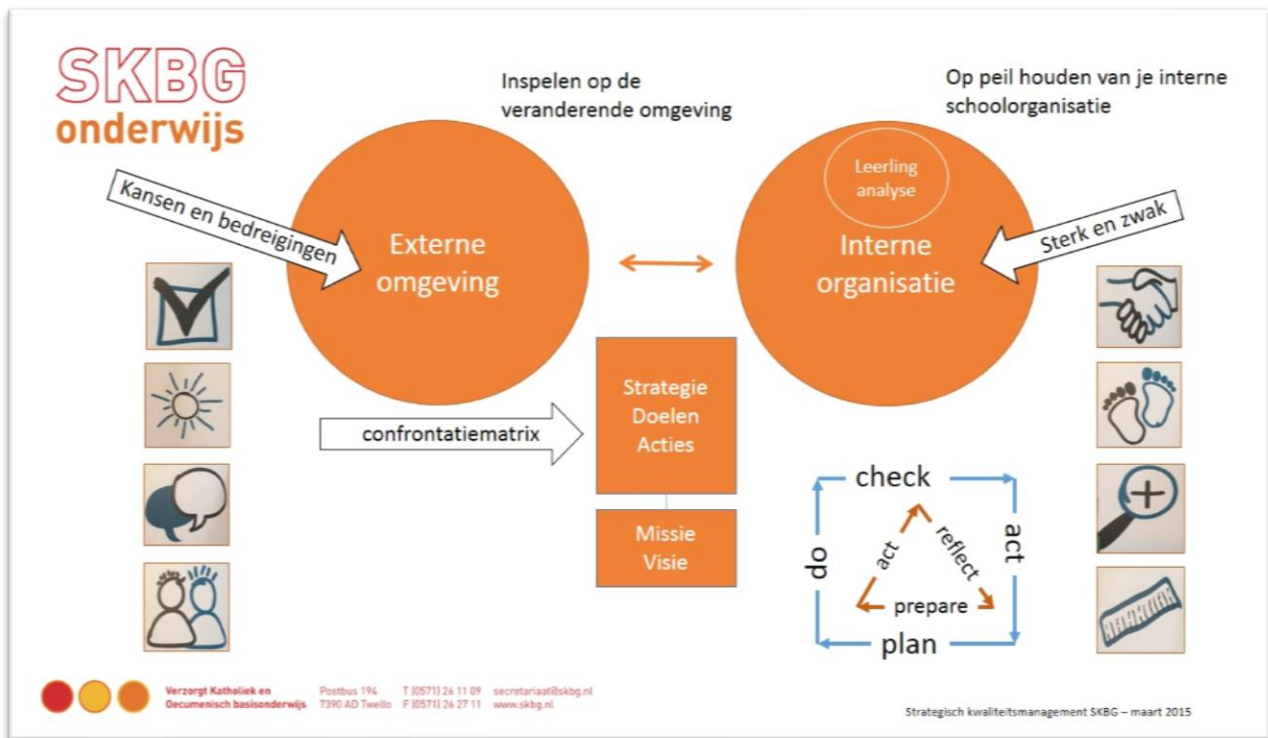 SKBG
onderwijs
Inspelen op de
veranderende omgeving
Op peil houden van je interne
schoolorganisatie
Kansen en bedreigingen
Externe
omgeving
Leerling
analyse
Interne
organisatie
Sterk en zwak
confrontatiematrix
Strategie
Doelen
Acties
Missie
Visie
check
act
plan
do
act
reflect
prepare
Verzorgt Katholiek en
Oecumenisch basisonderwijs
Postbus 194
7390 AD Twello
T (0571) 26 11 09
F (0571) 26 27 11
secretariaat@skbg.nl
www.skbg.nl
Strategisch kwaliteitsmanagement SKBG – maart 2015